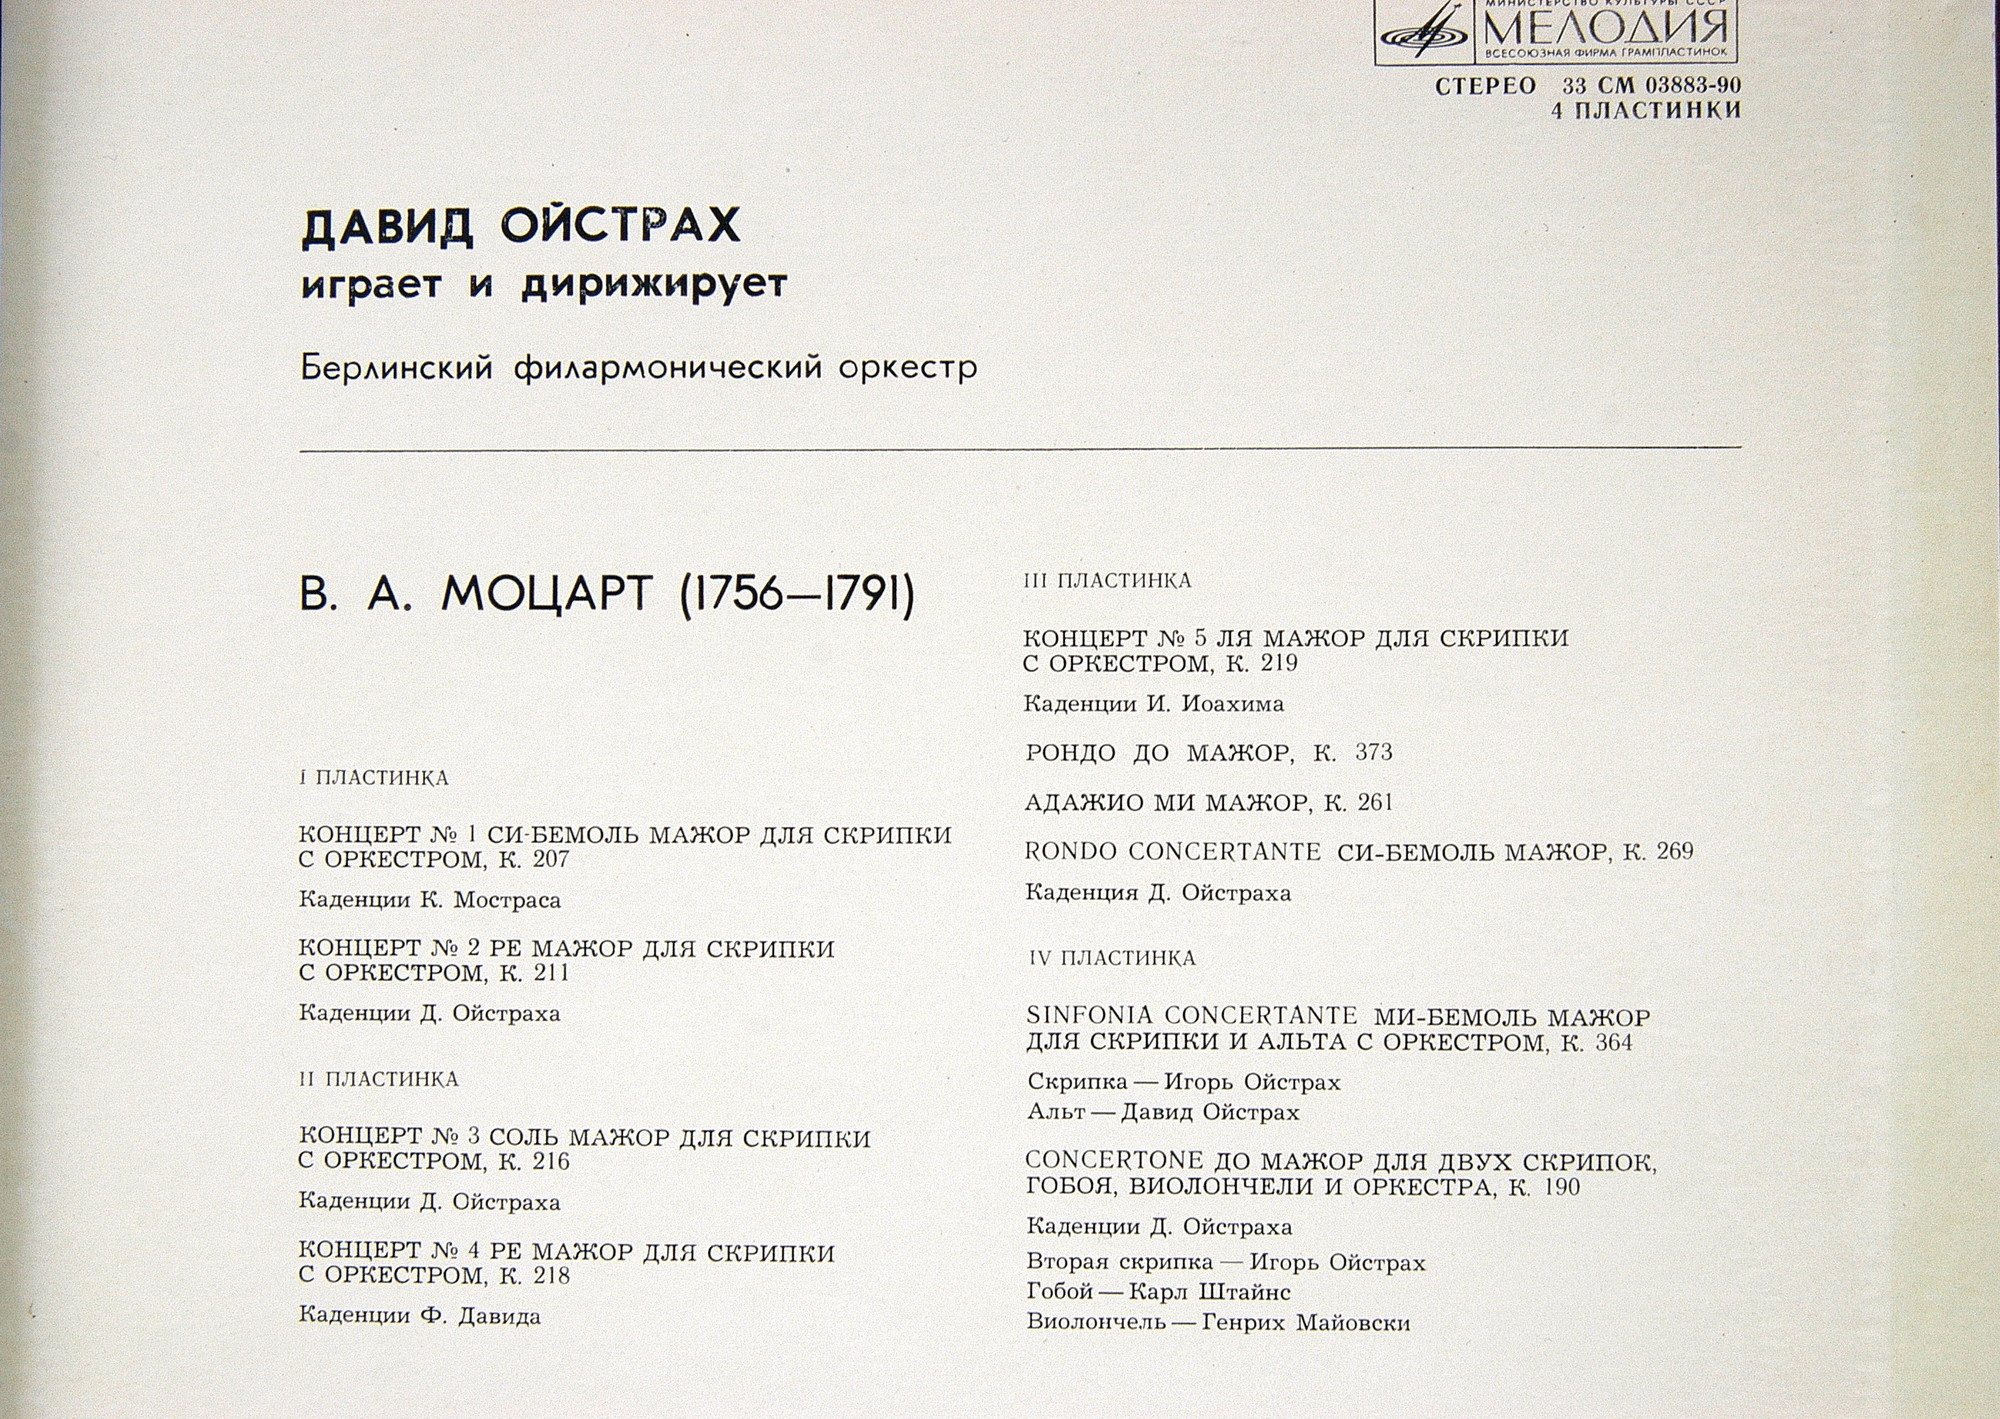 МИНИСТЕРСТВО КУЛЬТУРЫ СССР
МЕЛОДИЯ
ВСЕСОЮЗНАЯ ФИРМА ГРАМПЛАСТИНОК
СТЕРЕО 33 СМ 03883-90
4 ПЛАСТИНКИ
ДАВИД ОЙСТРАХ
играет и дирижирует
Берлинский филармонический оркестр
В. А. МОЦАРТ (1756—1791)
I ПЛАСТИНКА
КОНЦЕРТ № 1 СИ-БЕМОЛЬ МАЖОР ДЛЯ СКРИПКИ
С ОРКЕСТРОМ, К. 207
Каденции К. Мостраса
КОНЦЕРТ № 2 РЕ МАЖОР ДЛЯ СКРИПКИ
С ОРКЕСТРОМ, К. 211
Каденции Д. Ойстраха
II ПЛАСТИНКА
КОНЦЕРТ № 3 СОЛЬ МАЖОР ДЛЯ СКРИПКИ
С ОРКЕСТРОМ, К. 216
Каденции Д. Ойстраха
КОНЦЕРТ № 4 РЕ МАЖОР ДЛЯ СКРИПКИ
С ОРКЕСТРОМ, К. 218
Каденции Ф. Давида
III ПЛАСТИНКА
КОНЦЕРТ № 5 ЛЯ МАЖОР ДЛЯ СКРИПКИ
С ОРКЕСТРОМ, К. 219
Каденции И. Иоахима
РОНДО ДО МАЖОР, К. 373
АДАЖИО МИ МАЖОР, К. 261
RONDO CONCERTANTE СИ-БЕМОЛЬ МАЖОР, К. 269
Каденция Д. Ойстраха
IV ПЛАСТИНКА
SINFONIA CONCERTANTE МИ-БЕМОЛЬ МАЖОР
ДЛЯ СКРИПКИ И АЛЬТА С ОРКЕСТРОМ, К. 364
Скрипка — Игорь Ойстрах
Альт — Давид Ойстрах
CONCERTONE ДО МАЖОР ДЛЯ ДВУХ СКРИПОК,
ГОБОЯ, ВИОЛОНЧЕЛИ И ОРКЕСТРА, К. 190
Каденции Д. Ойстраха
Вторая скрипка — Игорь Ойстрах
Гобой — Карл Штайнс
Виолончель — Генрих Майовски